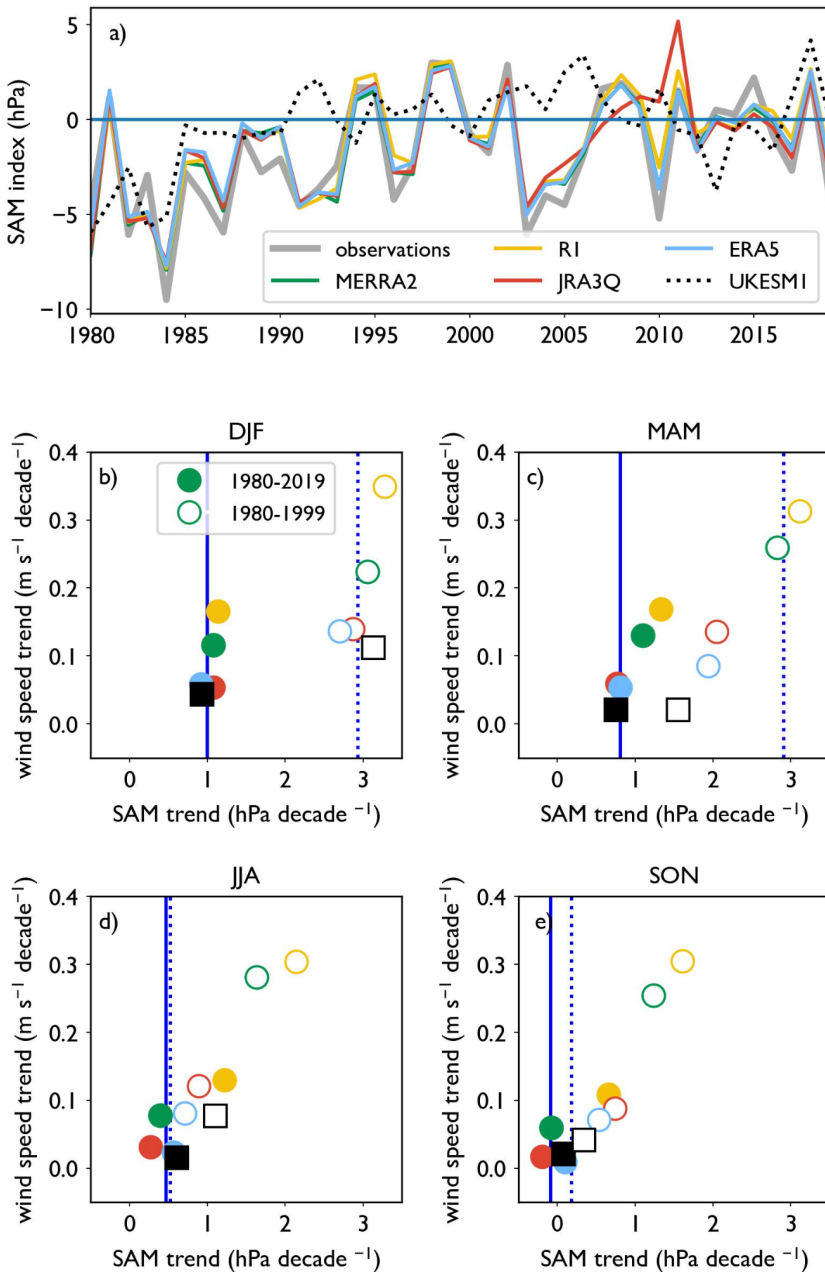 a)
SAM index (hPa)
5
0
−5
−10
observations R1 ERA5
MERRA2 JRA3Q UKESM1
1980 1985 1990 1995 2000 2005 2010 2015
DJF
b)
wind speed trend (m s⁻¹ decade⁻¹)
0.4
0.3
0.2
0.1
0.0
1980-2019
1980-1999
0 1 2 3
SAM trend (hPa decade ⁻¹)
MAM
c)
wind speed trend (m s⁻¹ decade⁻¹)
0.4
0.3
0.2
0.1
0.0
0 1 2 3
SAM trend (hPa decade ⁻¹)
JJA
d)
wind speed trend (m s⁻¹ decade⁻¹)
0.4
0.3
0.2
0.1
0.0
0 1 2 3
SAM trend (hPa decade ⁻¹)
SON
e)
wind speed trend (m s⁻¹ decade⁻¹)
0.4
0.3
0.2
0.1
0.0
0 1 2 3
SAM trend (hPa decade ⁻¹)